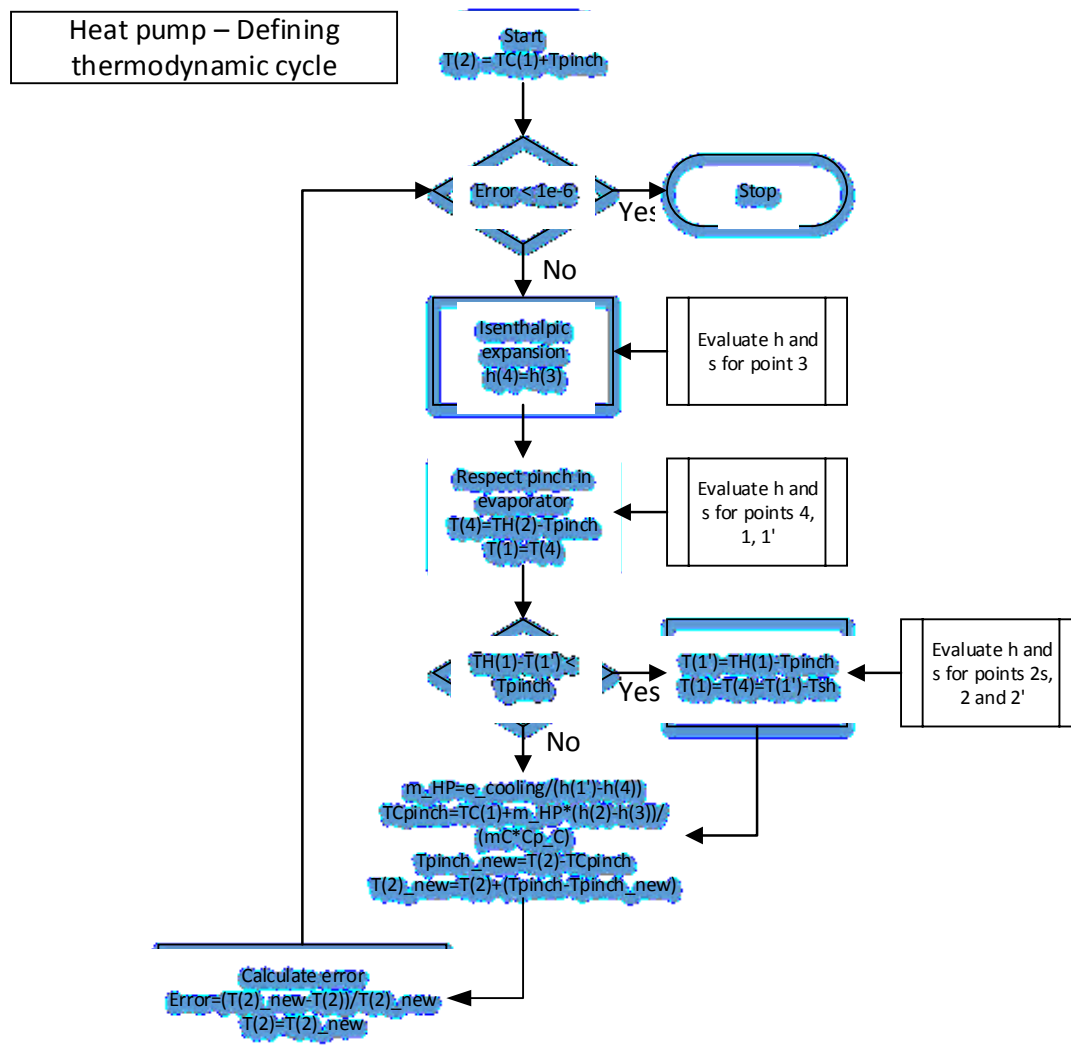 Heat pump – Defining
thermodynamic cycle
Start
T(2) = TC(1)+Tpinch
Error < 1e-6
Yes
Stop
No
Isenthalpic
expansion
h(4)=h(3)
Evaluate h and
s for point 3
Respect pinch in
evaporator
T(4)=TH(2)-Tpinch
T(1)=T(4)
Evaluate h and
s for points 4,
1, 1'
TH(1)-T(1') <
Tpinch
Yes
T(1')=TH(1)-Tpinch
T(1)=T(4)=T(1')-Tsh
Evaluate h and
s for points 2s,
2 and 2'
No
m_HP=e_cooling/(h(1')-h(4))
TCpinch=TC(1)+m_HP*(h(2)-h(3))/
(mC*Cp_C)
Tpinch_new=T(2)-TCpinch
T(2)_new=T(2)+(Tpinch-Tpinch_new)
Calculate error
Error=(T(2)_new-T(2))/T(2)_new
T(2)=T(2)_new